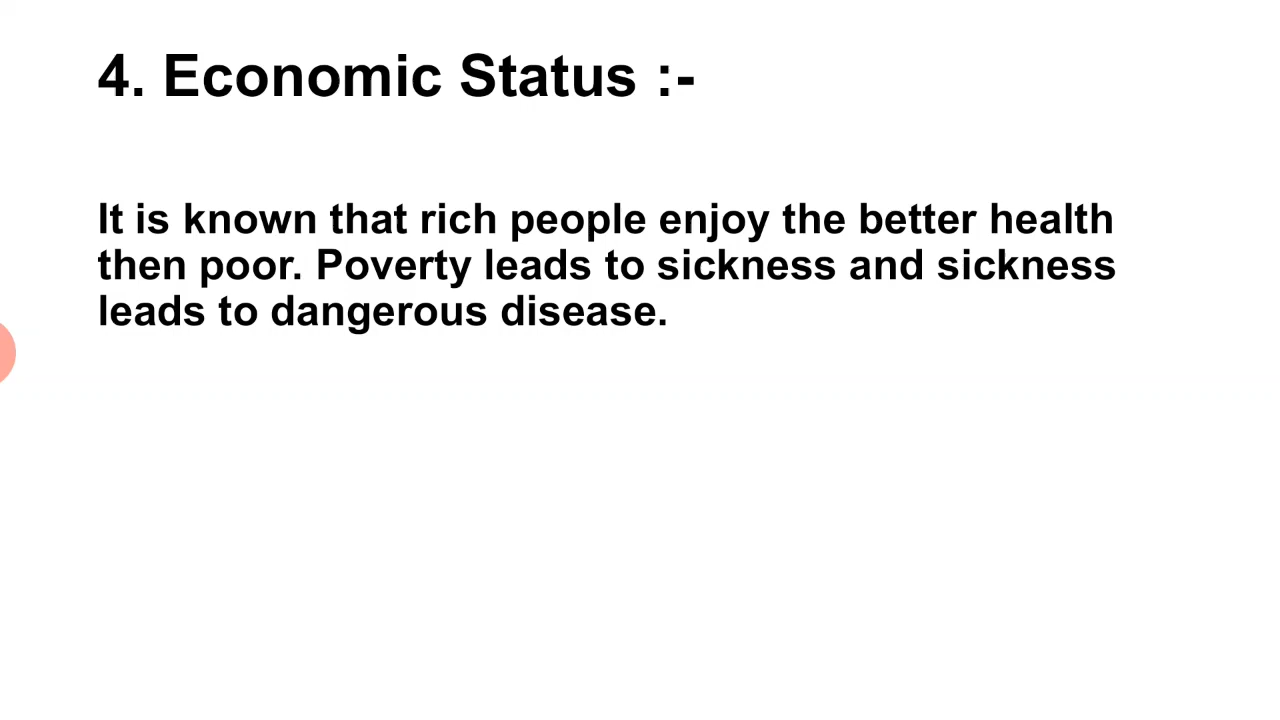 4. Economic Status :-
It is known that rich people enjoy the better health
then poor. Poverty leads to sickness and sickness
leads to dangerous disease.